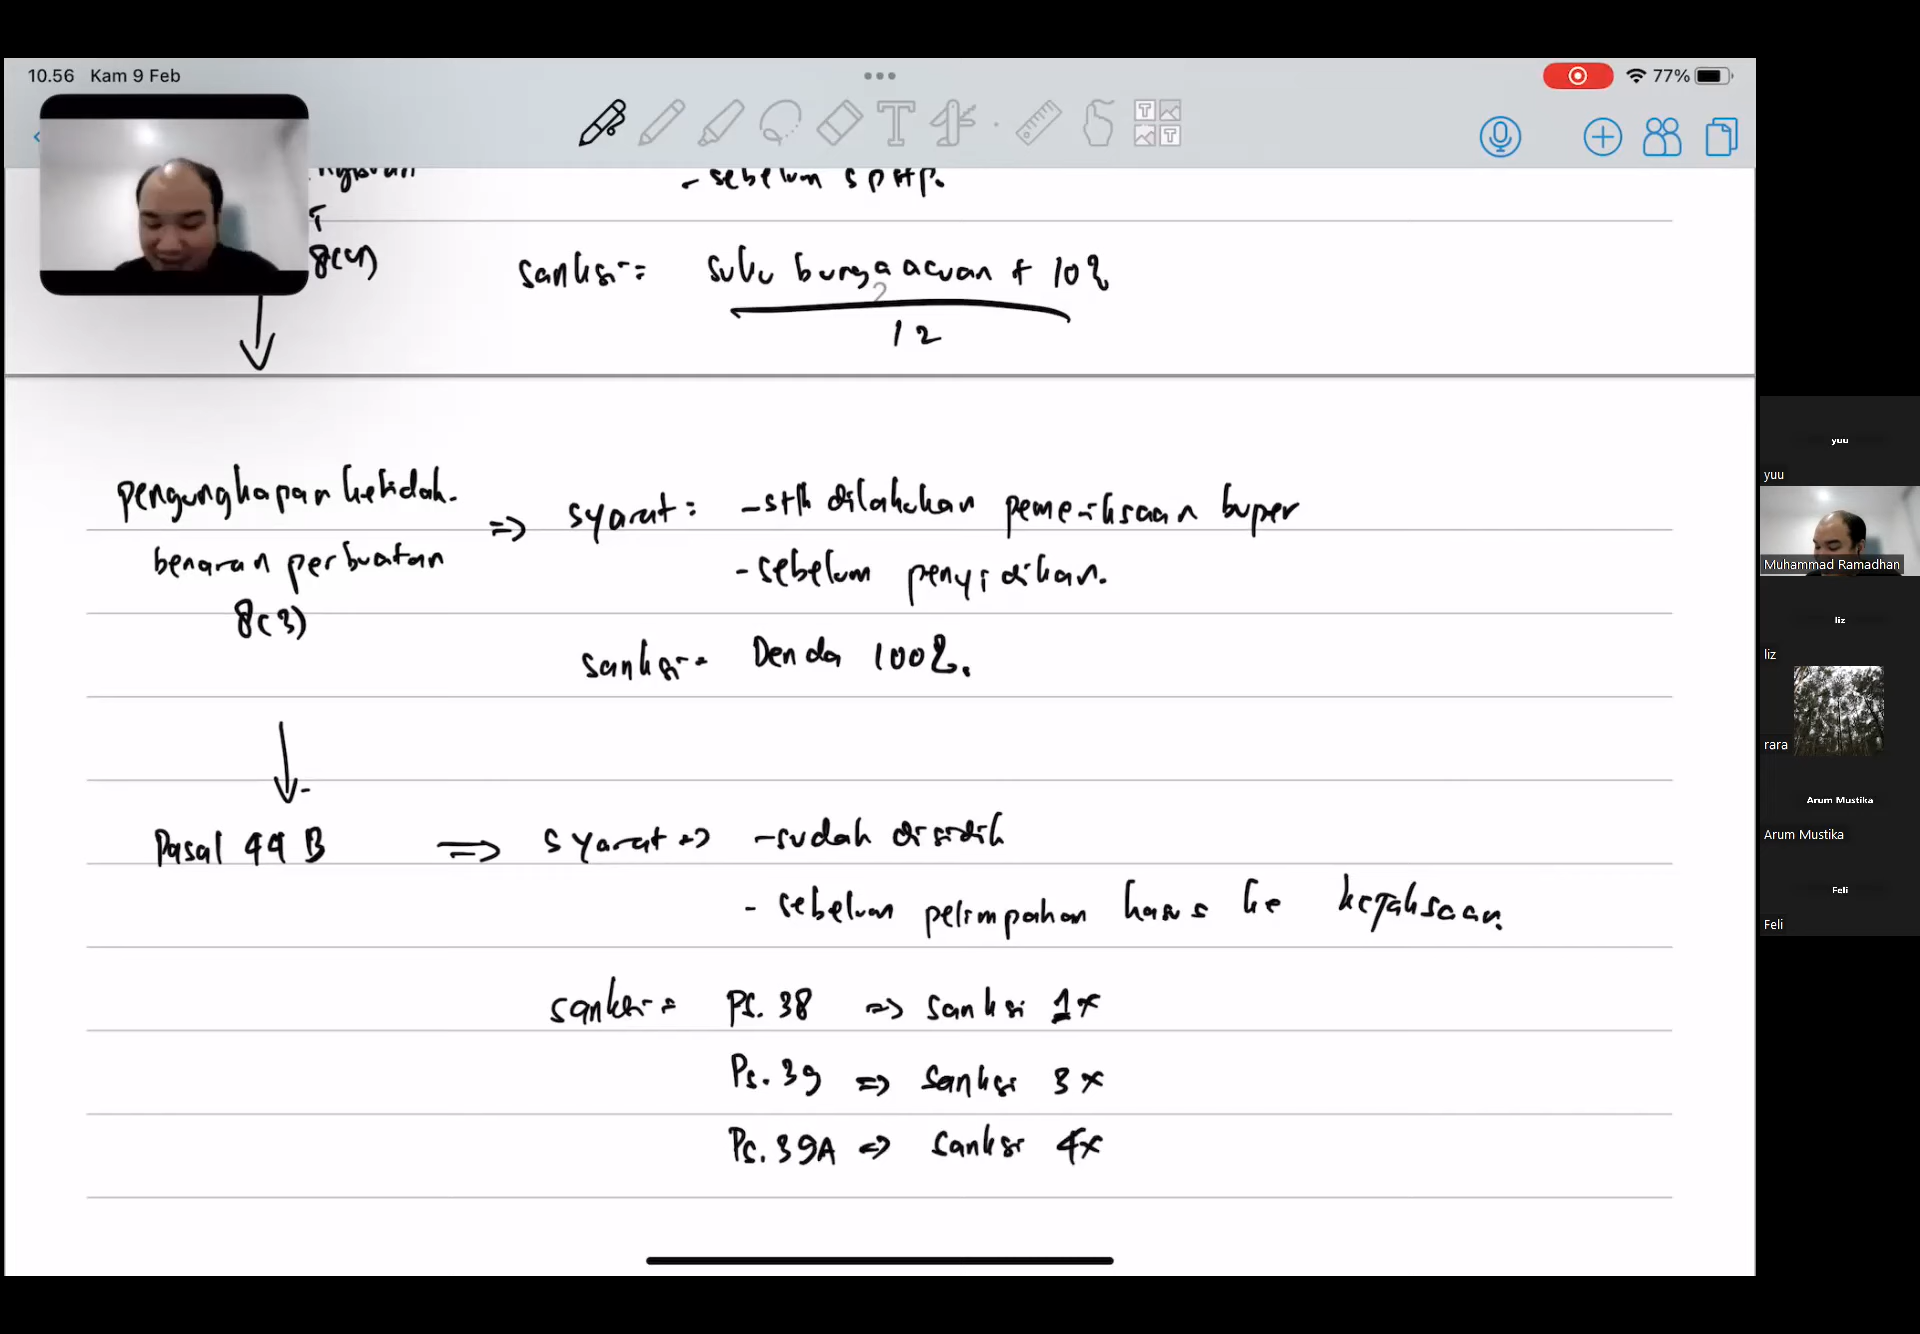 10.56 Kam 9 Feb
77%
- sebelum SPHP.
8(4)
sanksi = suku bunga acuan + 10%
12
pengungkapan ketidak-
benaran perbuatan
8(3)
=> syarat : - stlh dilakukan pemeriksaan buper
- sebelum penyidikan.
sanksi = Denda 100%.
Pasal 44 B => syarat => - sudah disidik
- sebelum pelimpahan kasus ke kejaksaan.
sanksi = Ps. 38 => sanksi 1x
Ps. 39 => sanksi 3x
Ps. 39A => sanksi 4x
yuu
yuu
Muhammad Ramadhan
liz
liz
rara
Arum Mustika
Arum Mustika
Feli
Feli